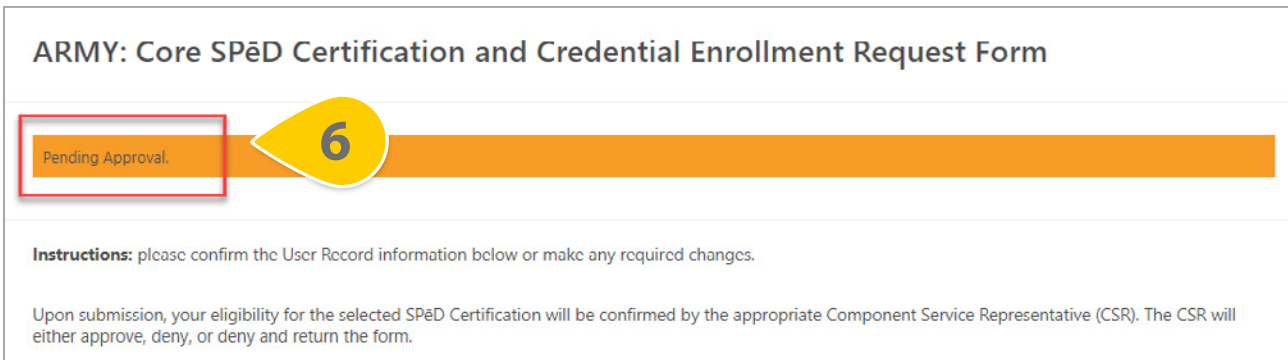 ARMY: Core SPēD Certification and Credential Enrollment Request Form
Pending Approval.
6
Instructions: please confirm the User Record information below or make any required changes.
Upon submission, your eligibility for the selected SPēD Certification will be confirmed by the appropriate Component Service Representative (CSR). The CSR will
either approve, deny, or deny and return the form.